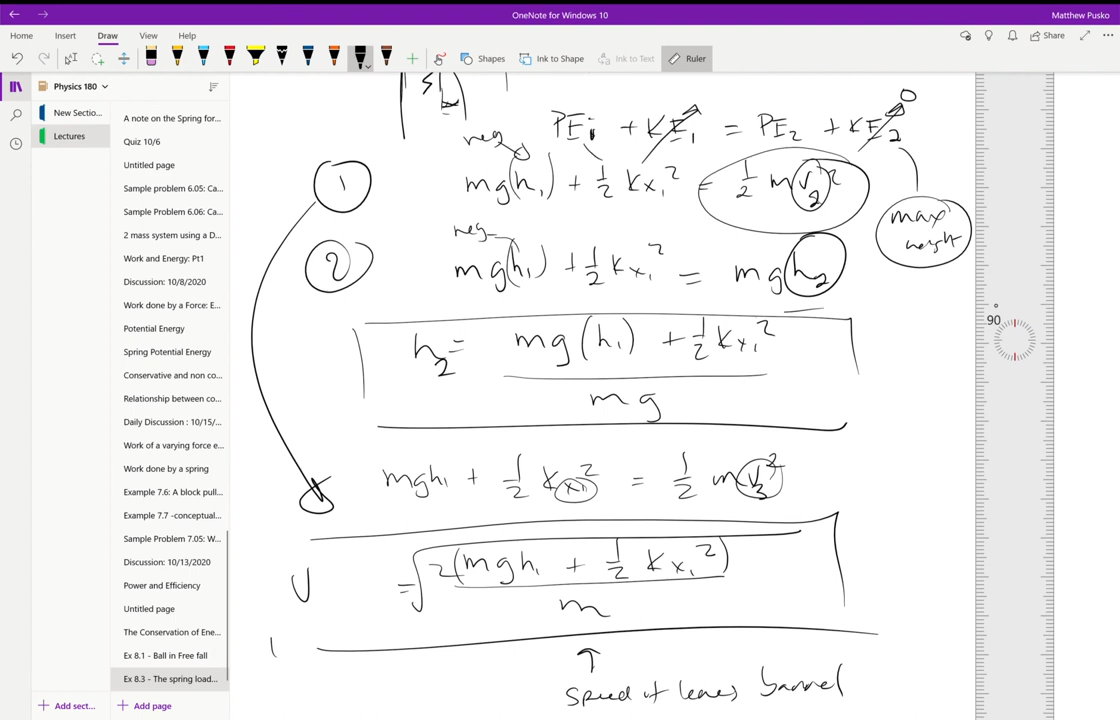 OneNote for Windows 10
Matthew Pusko
Home Insert Draw View Help
Shapes Ink to Shape Ink to Text Ruler
Share
Physics 180
New Sectio...
Lectures
A note on the Spring for...
Quiz 10/6
Untitled page
Sample problem 6.05: Ca...
Sample Problem 6.06: Ca...
2 mass system using a D...
Work and Energy: Pt1
Discussion: 10/8/2020
Work done by a Force: E...
Potential Energy
Spring Potential Energy
Conservative and non co...
Relationship between co...
Daily Discussion : 10/15/...
Work of a varying force e...
Work done by a spring
Example 7.6: A block pull...
Example 7.7 -conceptual...
Sample Problem 7.05: W...
Discussion: 10/13/2020
Power and Efficiency
Untitled page
The Conservation of Ene...
Ex 8.1 - Ball in Free fall
Ex 8.3 - The spring load...
Add sect...
Add page
PE₁ + KE₁ = PE₂ + KE₂ 0
neg
① mg(h₁) + 1/2 kx₁² = 1/2 m v₂²
max height
neg
② mg(h₁) + 1/2 kx₁² = mgh₂
h₂ = mg(h₁) + 1/2 kx₁²
mg
mgh₁ + 1/2 kx₁² = 1/2 m v₂²
v = √2(mgh₁ + 1/2 kx₁²)
m
↑
speed it leaves barrel
90°